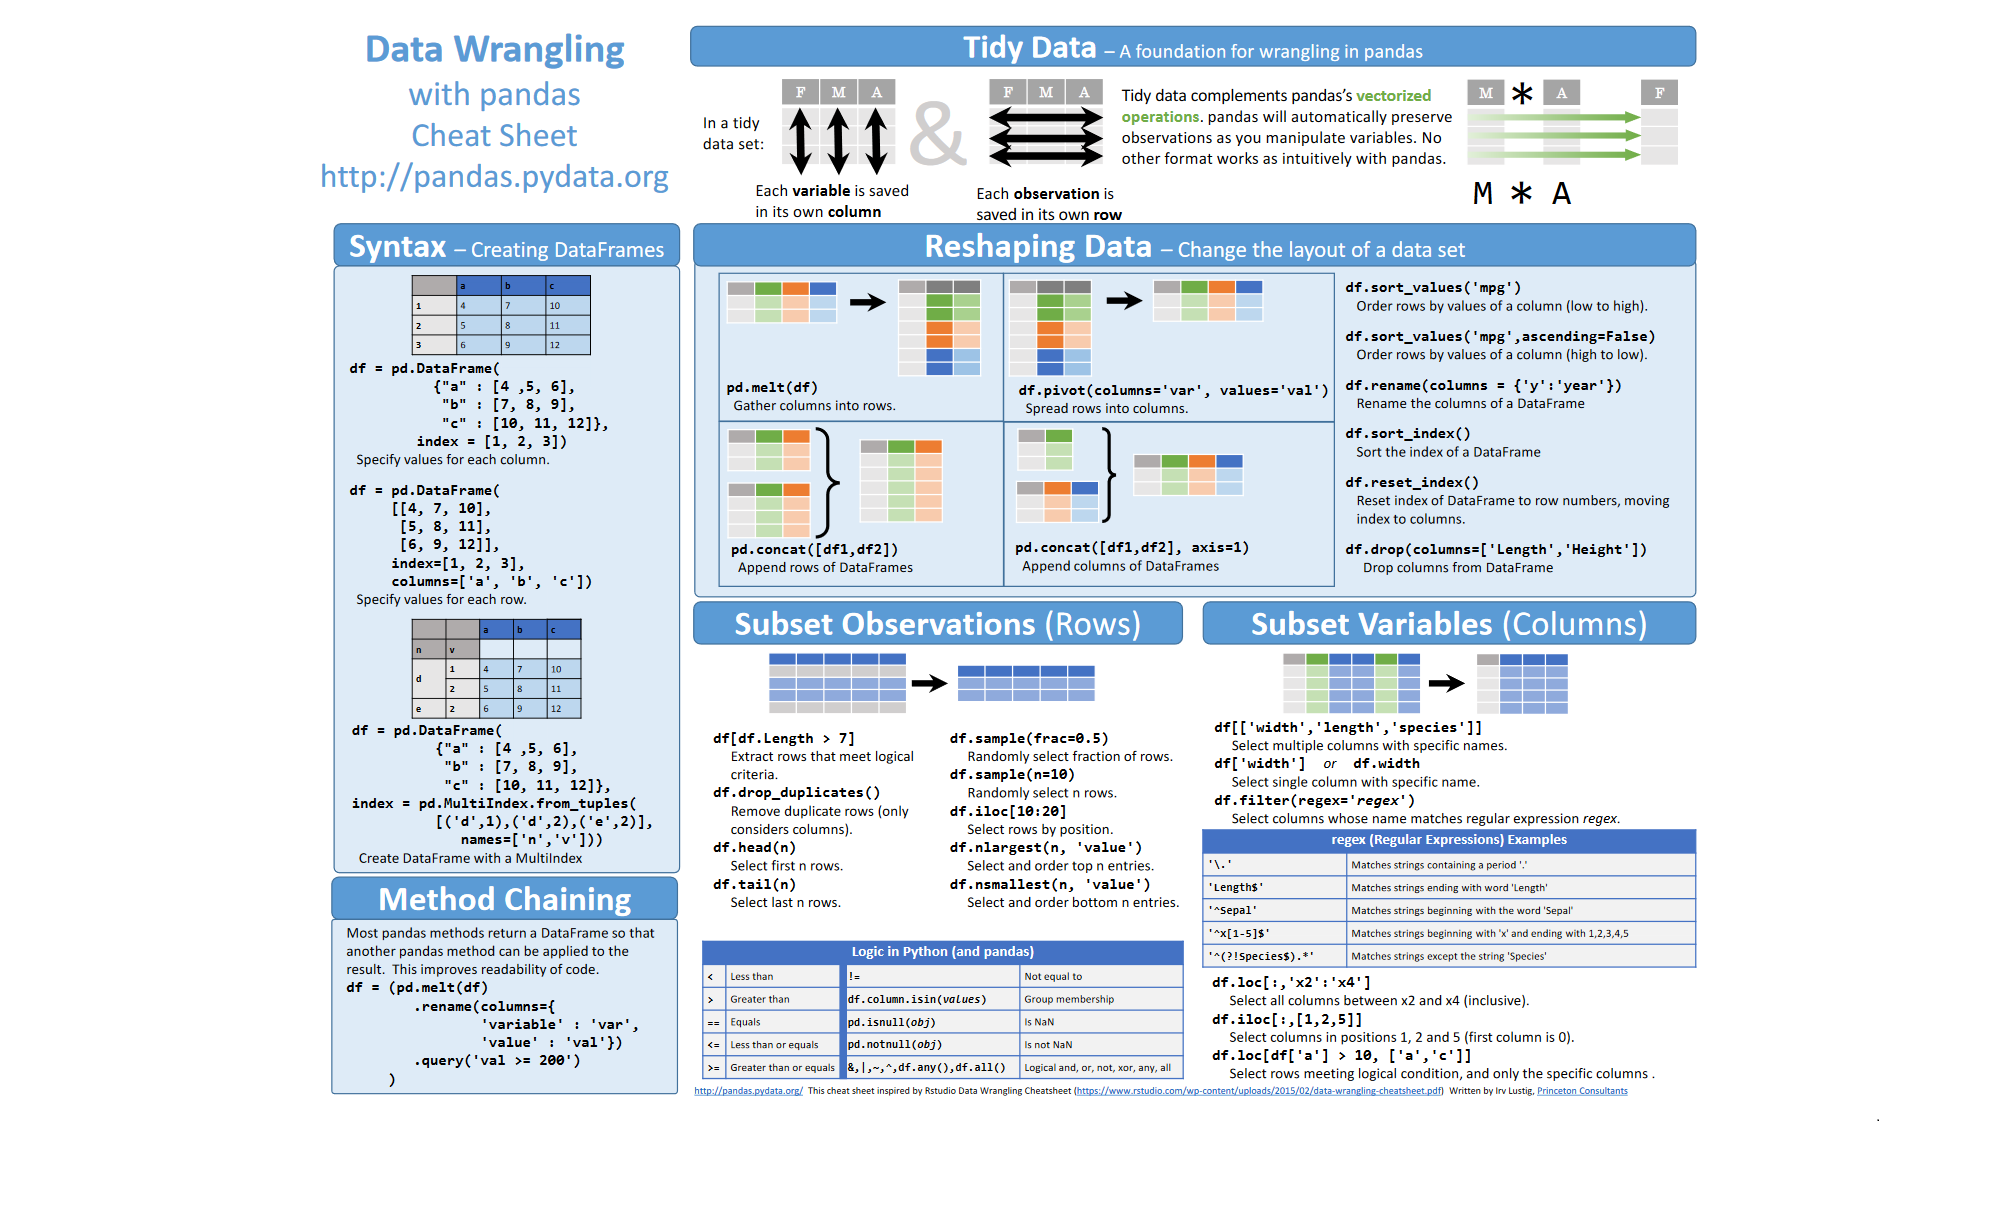 Data Wrangling
with pandas
Cheat Sheet
http://pandas.pydata.org
Tidy Data – A foundation for wrangling in pandas
In a tidy
data set:
F M A
Each variable is saved
in its own column
&
F M A
Each observation is
saved in its own row
Tidy data complements pandas's vectorized
operations. pandas will automatically preserve
observations as you manipulate variables. No
other format works as intuitively with pandas.
M * A F
M * A
Syntax – Creating DataFrames
a b c
1 4 7 10
2 5 8 11
3 6 9 12
df = pd.DataFrame(
{"a" : [4 ,5, 6],
"b" : [7, 8, 9],
"c" : [10, 11, 12]},
index = [1, 2, 3])
Specify values for each column.
df = pd.DataFrame(
[[4, 7, 10],
[5, 8, 11],
[6, 9, 12]],
index=[1, 2, 3],
columns=['a', 'b', 'c'])
Specify values for each row.
a b c
n v
d 1 4 7 10
2 5 8 11
e 2 6 9 12
df = pd.DataFrame(
{"a" : [4 ,5, 6],
"b" : [7, 8, 9],
"c" : [10, 11, 12]},
index = pd.MultiIndex.from_tuples(
[('d',1),('d',2),('e',2)],
names=['n','v']))
Create DataFrame with a MultiIndex
Method Chaining
Most pandas methods return a DataFrame so that
another pandas method can be applied to the
result. This improves readability of code.
df = (pd.melt(df)
.rename(columns={
'variable' : 'var',
'value' : 'val'})
.query('val >= 200')
)
Reshaping Data – Change the layout of a data set
pd.melt(df)
Gather columns into rows.
df.pivot(columns='var', values='val')
Spread rows into columns.
pd.concat([df1,df2])
Append rows of DataFrames
pd.concat([df1,df2], axis=1)
Append columns of DataFrames
df.sort_values('mpg')
Order rows by values of a column (low to high).
df.sort_values('mpg',ascending=False)
Order rows by values of a column (high to low).
df.rename(columns = {'y':'year'})
Rename the columns of a DataFrame
df.sort_index()
Sort the index of a DataFrame
df.reset_index()
Reset index of DataFrame to row numbers, moving
index to columns.
df.drop(columns=['Length','Height'])
Drop columns from DataFrame
Subset Observations (Rows)
df[df.Length > 7]
Extract rows that meet logical
criteria.
df.drop_duplicates()
Remove duplicate rows (only
considers columns).
df.head(n)
Select first n rows.
df.tail(n)
Select last n rows.
df.sample(frac=0.5)
Randomly select fraction of rows.
df.sample(n=10)
Randomly select n rows.
df.iloc[10:20]
Select rows by position.
df.nlargest(n, 'value')
Select and order top n entries.
df.nsmallest(n, 'value')
Select and order bottom n entries.
Logic in Python (and pandas)
< Less than != Not equal to
> Greater than df.column.isin(values) Group membership
== Equals pd.isnull(obj) Is NaN
<= Less than or equals pd.notnull(obj) Is not NaN
>= Greater than or equals &,|,~,^,df.any(),df.all() Logical and, or, not, xor, any, all
Subset Variables (Columns)
df[['width','length','species']]
Select multiple columns with specific names.
df['width'] or df.width
Select single column with specific name.
df.filter(regex='regex')
Select columns whose name matches regular expression regex.
regex (Regular Expressions) Examples
'\.' Matches strings containing a period '.'
'Length$' Matches strings ending with word 'Length'
'^Sepal' Matches strings beginning with the word 'Sepal'
'^x[1-5]$' Matches strings beginning with 'x' and ending with 1,2,3,4,5
'^(?!Species$).*' Matches strings except the string 'Species'
df.loc[:,'x2':'x4']
Select all columns between x2 and x4 (inclusive).
df.iloc[:,[1,2,5]]
Select columns in positions 1, 2 and 5 (first column is 0).
df.loc[df['a'] > 10, ['a','c']]
Select rows meeting logical condition, and only the specific columns .
http://pandas.pydata.org/ This cheat sheet inspired by Rstudio Data Wrangling Cheatsheet (https://www.rstudio.com/wp-content/uploads/2015/02/data-wrangling-cheatsheet.pdf) Written by Irv Lustig, Princeton Consultants